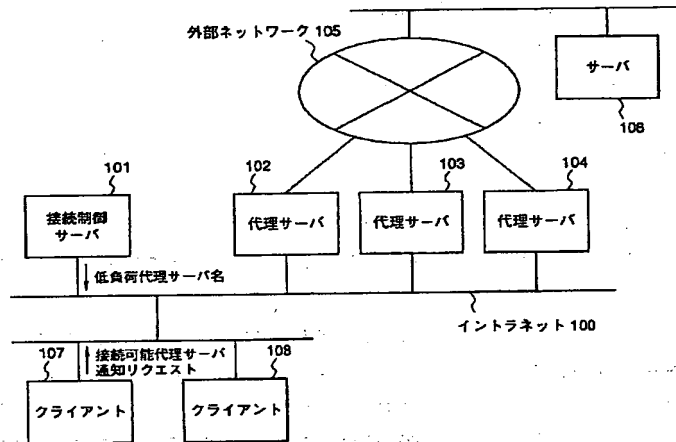 外部ネットワーク 105
サーバ
106
101
接続制御
サーバ
102
代理サーバ
103
代理サーバ
104
代理サーバ
低負荷代理サーバ名
イントラネット 100
107
接続可能代理サーバ
通知リクエスト
108
クライアント
クライアント